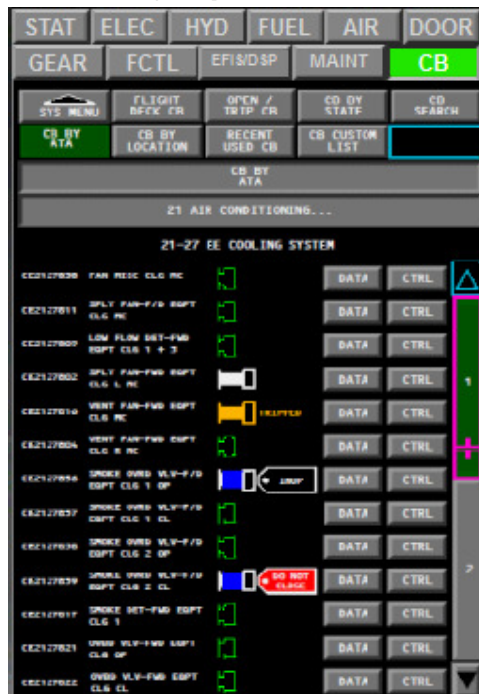 STAT ELEC HYD FUEL AIR DOOR
GEAR FCTL EFIS/DSP MAINT CB
SYS MENU FLIGHT DECK CB OPEN / TRIP CB CB BY STATE CB SEARCH
CB BY ATA CB BY LOCATION RECENT USED CB CB CUSTOM LIST
CB BY
ATA
21 AIR CONDITIONING...
21-27 EE COOLING SYSTEM
FAN MISC CLG MC DATA CTRL
SPLY FAN-F/D EQPT
CLG MC DATA CTRL
LOW FLOW DET-FWD
EQPT CLG 1 + 3 DATA CTRL
CB2127802 SPLY FAN-FWD EQPT
CLG L MC DATA CTRL 1
VENT FAN-FWD EQPT
CLG MC TRIPPED DATA CTRL
CB2127804 VENT FAN-FWD EQPT
CLG R MC DATA CTRL
SMOKE OVRD VLV-F/D
EQPT CLG 1 OP INOP DATA CTRL
CB2127857 SMOKE OVRD VLV-F/D
EQPT CLG 1 CL DATA CTRL
SMOKE OVRD VLV-F/D
EQPT CLG 2 OP DATA CTRL
CB2127859 SMOKE OVRD VLV-F/D
EQPT CLG 2 CL DO NOT CLOSE DATA CTRL 2
SMOKE DET-FWD EQPT
CLG 1 DATA CTRL
CB2127821 OVBD VLV-FWD EQPT
CLG OP DATA CTRL
CB2127822 OVBD VLV-FWD EQPT
CLG CL DATA CTRL